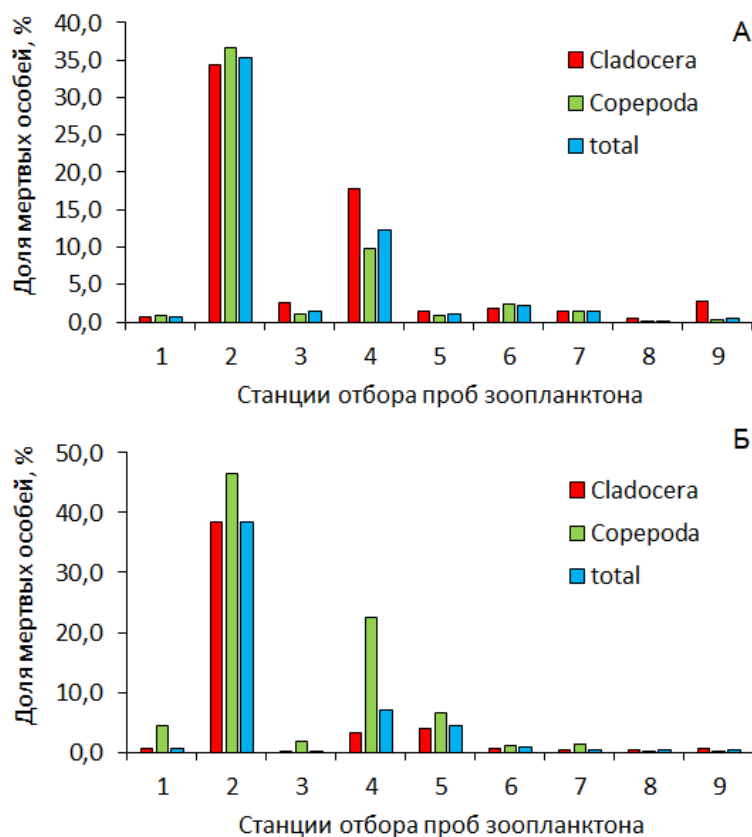 А
Доля мертвых особей, %
40,0
35,0
30,0
25,0
20,0
15,0
10,0
5,0
0,0
Cladocera
Copepoda
total
1 2 3 4 5 6 7 8 9
Станции отбора проб зоопланктона
Б
Доля мертвых особей, %
50,0
40,0
30,0
20,0
10,0
0,0
Cladocera
Copepoda
total
1 2 3 4 5 6 7 8 9
Станции отбора проб зоопланктона